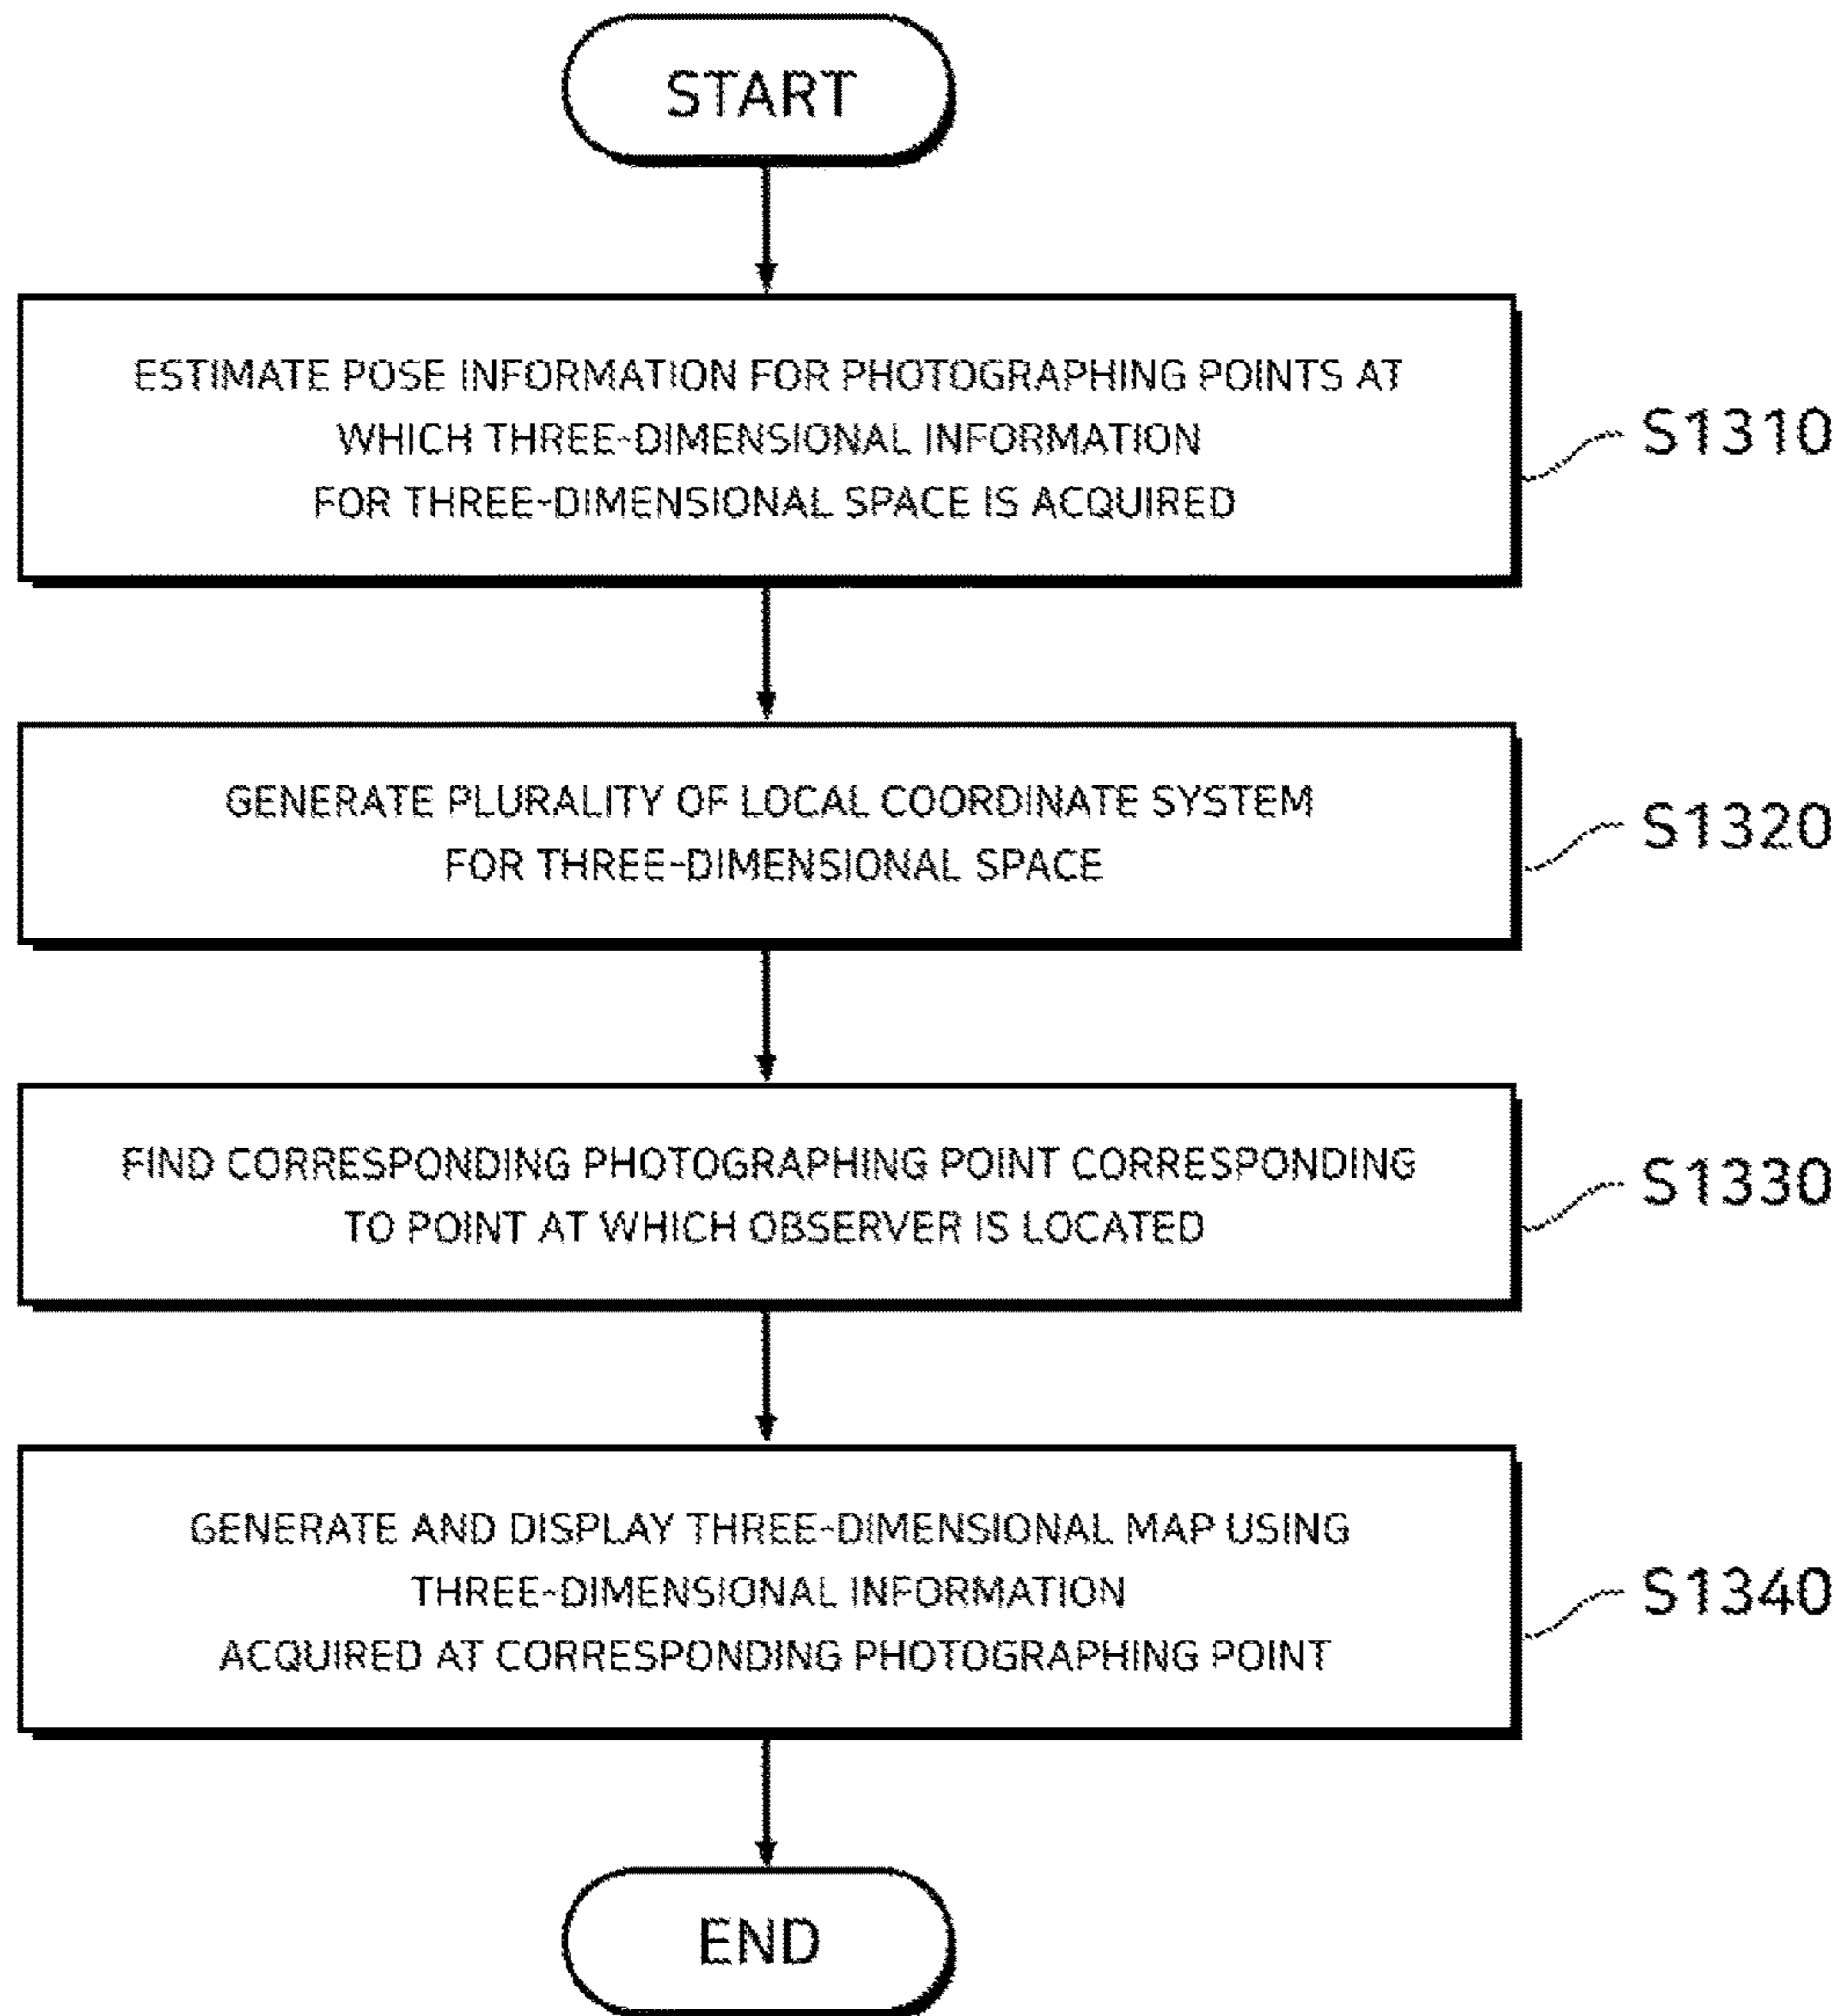 START
ESTIMATE POSE INFORMATION FOR PHOTOGRAPHING POINTS AT
WHICH THREE-DIMENSIONAL INFORMATION
FOR THREE-DIMENSIONAL SPACE IS ACQUIRED
S1310
GENERATE PLURALITY OF LOCAL COORDINATE SYSTEM
FOR THREE-DIMENSIONAL SPACE
S1320
FIND CORRESPONDING PHOTOGRAPHING POINT CORRESPONDING
TO POINT AT WHICH OBSERVER IS LOCATED
S1330
GENERATE AND DISPLAY THREE-DIMENSIONAL MAP USING
THREE-DIMENSIONAL INFORMATION
ACQUIRED AT CORRESPONDING PHOTOGRAPHING POINT
S1340
END